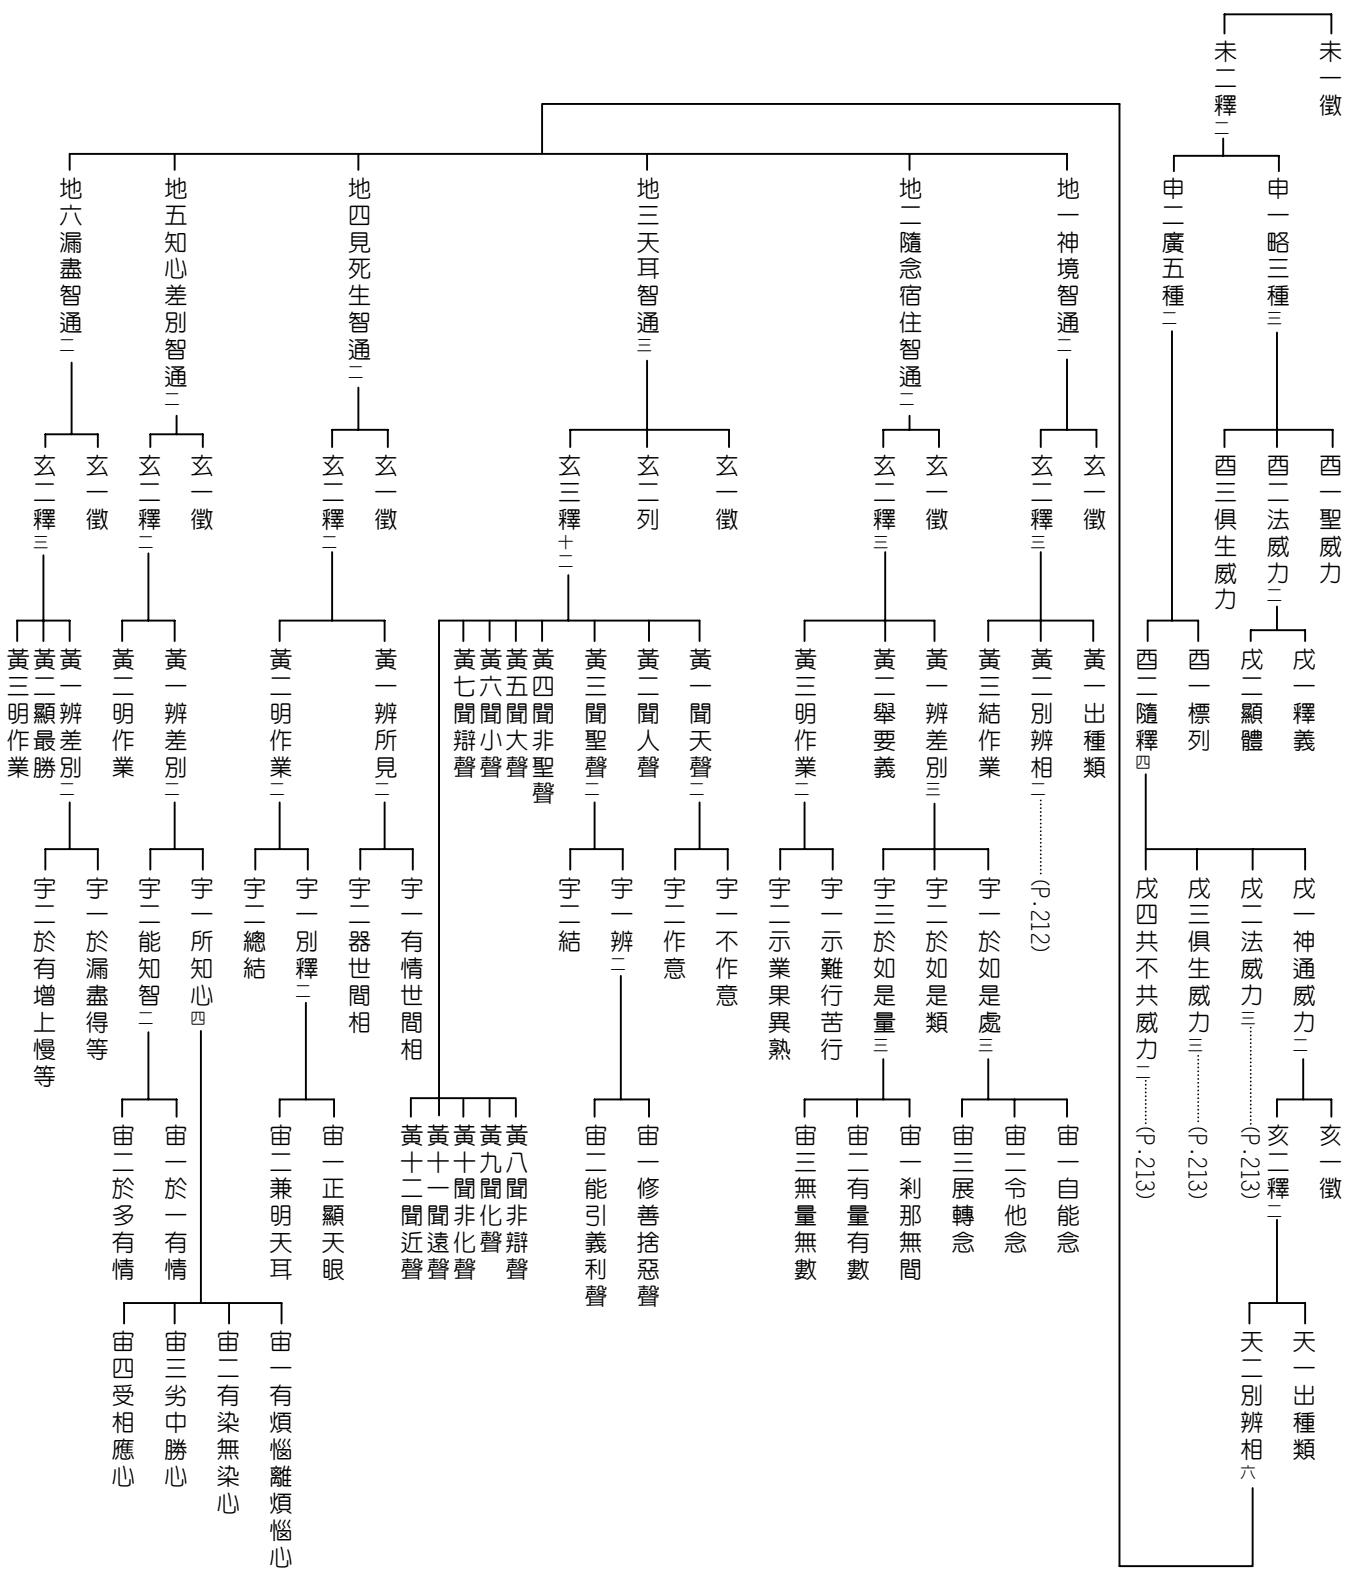 未一徵
未二釋二
申一略三種三
申二廣五種二
酉一聖威力
酉二法威力二
酉三俱生威力
戌一釋義
戌二顯體
酉一標列
酉二隨釋四
戌一神通威力二
戌二法威力三………(P.213)
戌三俱生威力三………(P.213)
戌四共不共威力二………(P.213)
亥一徵
亥二釋二
天一出種類
天二別辨相六
地一神境智通二
地二隨念宿住智通二
地三天耳智通三
地四見死生智通二
地五知心差別智通二
地六漏盡智通二
玄一徵
玄二釋三
黃一出種類
黃二別辨相二………(P.212)
黃三結作業
玄一徵
玄二釋三
黃一辨差別三
黃二舉要義
黃三明作業二
宇一於如是處三
宇二於如是類
宇三於如是量三
宙一自能念
宙二令他念
宙三展轉念
宙一剎那無間
宙二有量有數
宙三無量無數
宇一示難行苦行
宇二示業果異熟
玄一徵
玄二列
玄三釋十二
黃一聞天聲二
黃二聞人聲
黃三聞聖聲二
黃四聞非聖聲
黃五聞大聲
黃六聞小聲
黃七聞辯聲
黃八聞非辯聲
黃九聞化聲
黃十聞非化聲
黃十一聞遠聲
黃十二聞近聲
宇一不作意
宇二作意
宇一辨二
宇二結
宙一修善捨惡聲
宙二能引義利聲
玄一徵
玄二釋二
黃一辨所見二
黃二明作業二
宇一有情世間相
宇二器世間相
宇一別釋二
宇二總結
宙一正顯天眼
宙二兼明天耳
玄一徵
玄二釋二
黃一辨差別二
黃二明作業
宇一所知心四
宇二能知智二
宙一有煩惱離煩惱心
宙二有染無染心
宙三劣中勝心
宙四受相應心
宙一於一有情
宙二於多有情
玄一徵
玄二釋三
黃一辨差別二
黃二顯最勝
黃三明作業
宇一於漏盡得等
宇二於有增上慢等